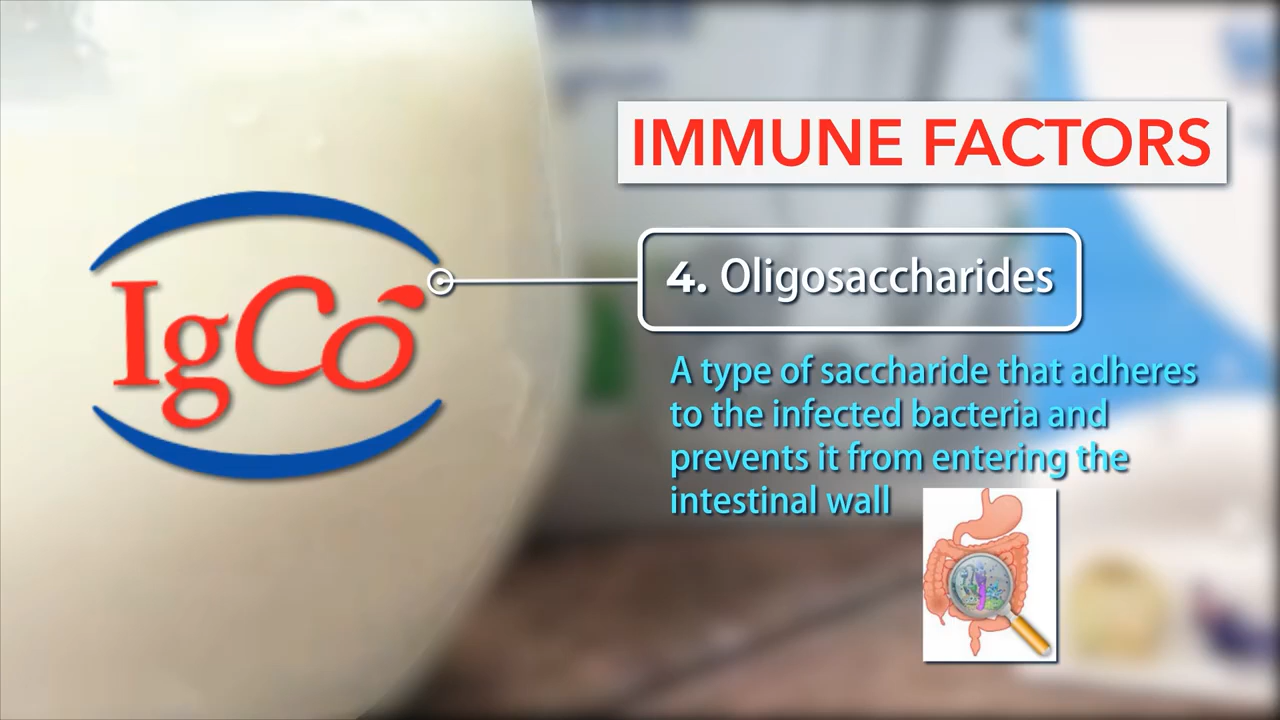 IMMUNE FACTORS
IgCo
4. Oligosaccharides
A type of saccharide that adheres
to the infected bacteria and
prevents it from entering the
intestinal wall